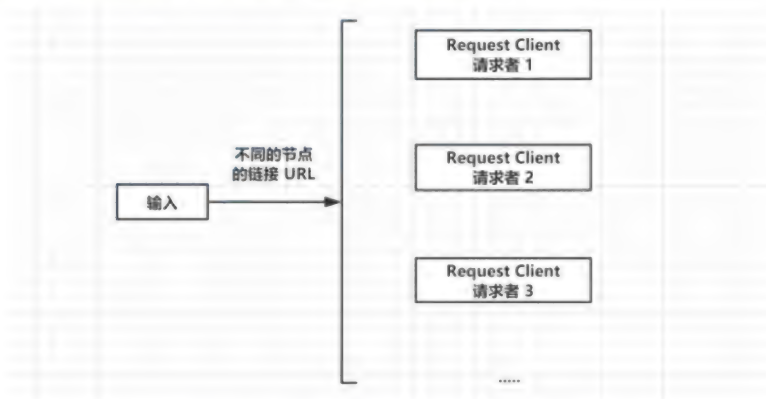 Request Client
请求者 1
不同的节点
的链接 URL
Request Client
请求者 2
输入
Request Client
请求者 3
.....